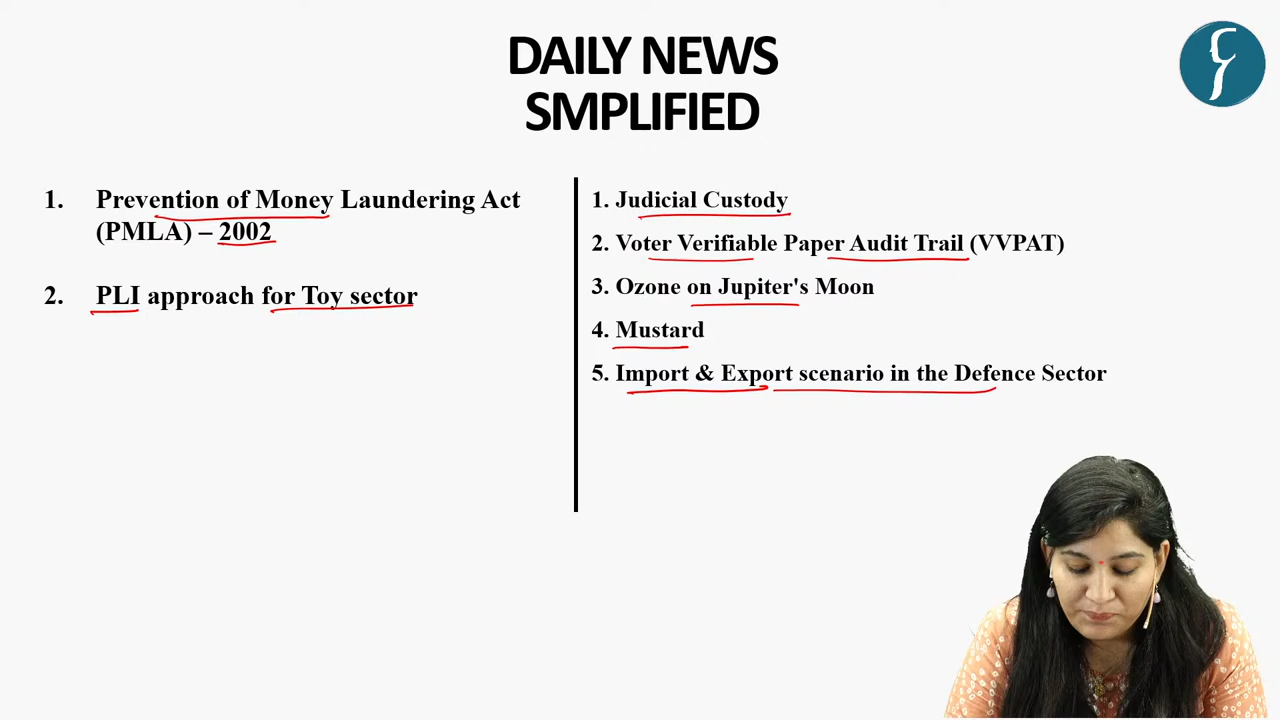 DAILY NEWS
SMPLIFIED
1. Prevention of Money Laundering Act
(PMLA) – 2002
2. PLI approach for Toy sector
1. Judicial Custody
2. Voter Verifiable Paper Audit Trail (VVPAT)
3. Ozone on Jupiter's Moon
4. Mustard
5. Import & Export scenario in the Defence Sector